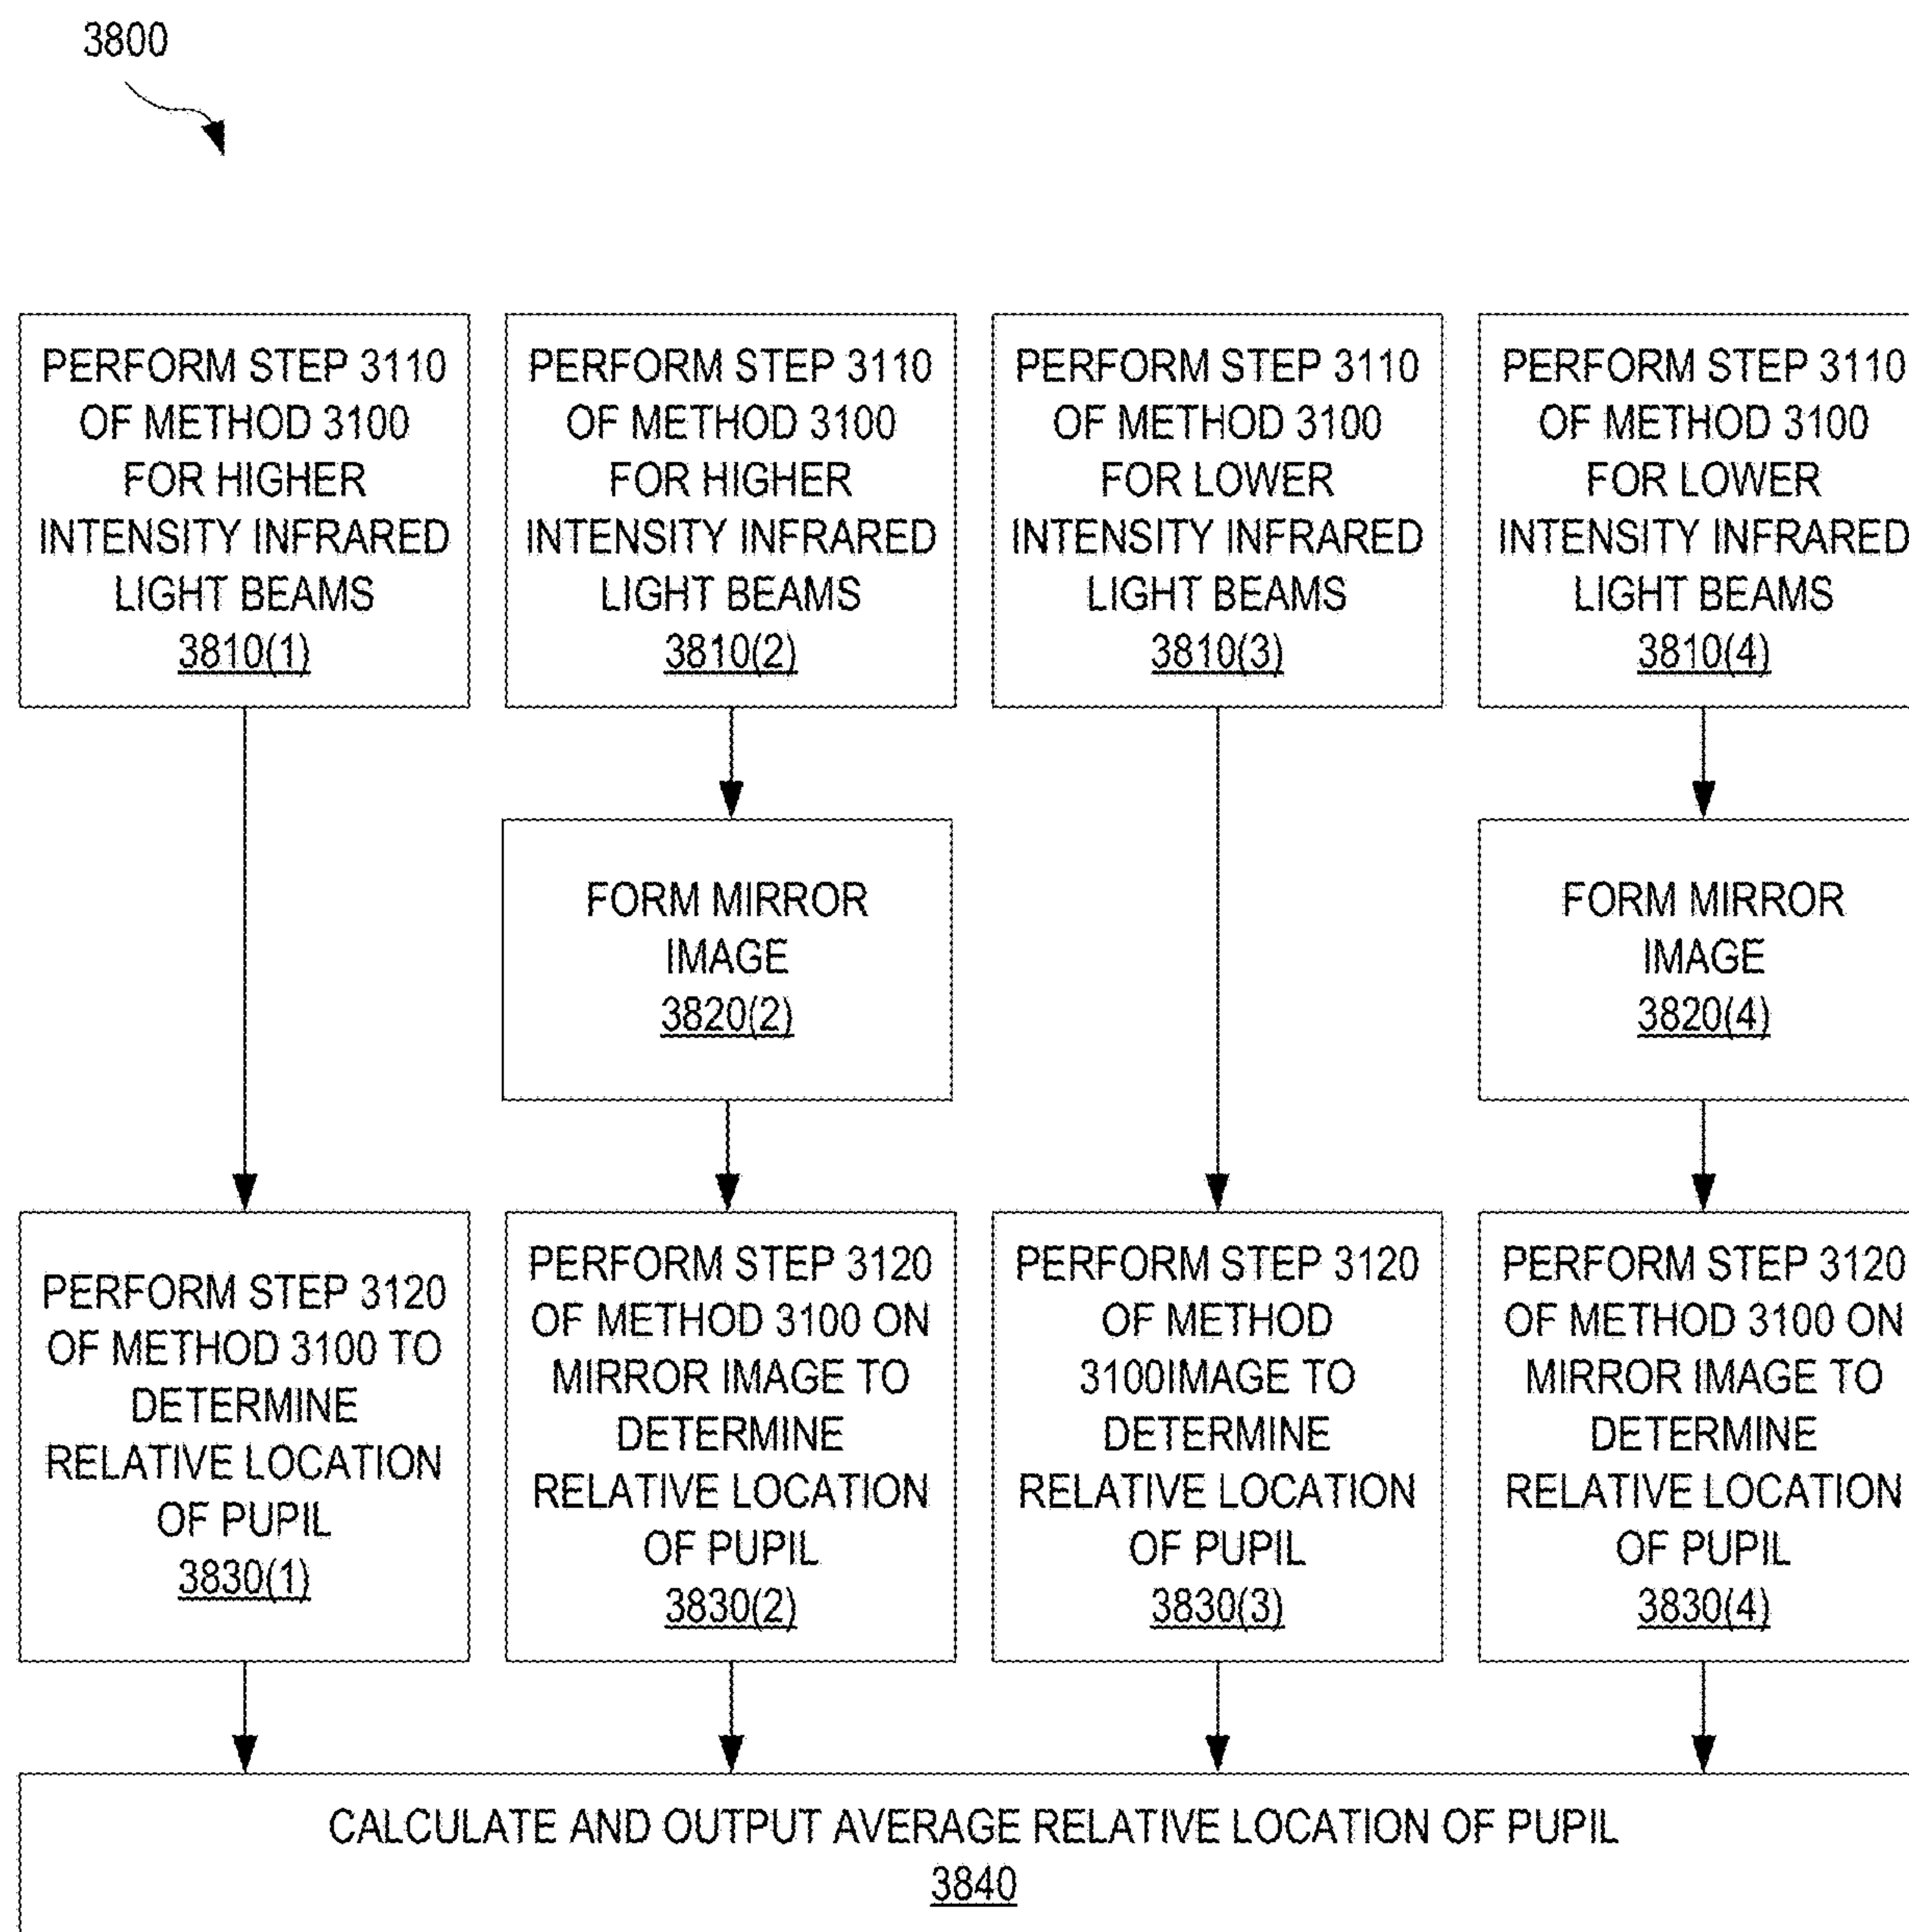 3800
PERFORM STEP 3110
OF METHOD 3100
FOR HIGHER
INTENSITY INFRARED
LIGHT BEAMS
3810(1)
PERFORM STEP 3110
OF METHOD 3100
FOR HIGHER
INTENSITY INFRARED
LIGHT BEAMS
3810(2)
PERFORM STEP 3110
OF METHOD 3100
FOR LOWER
INTENSITY INFRARED
LIGHT BEAMS
3810(3)
PERFORM STEP 3110
OF METHOD 3100
FOR LOWER
INTENSITY INFRARED
LIGHT BEAMS
3810(4)
FORM MIRROR
IMAGE
3820(2)
FORM MIRROR
IMAGE
3820(4)
PERFORM STEP 3120
OF METHOD 3100 TO
DETERMINE
RELATIVE LOCATION
OF PUPIL
3830(1)
PERFORM STEP 3120
OF METHOD 3100 ON
MIRROR IMAGE TO
DETERMINE
RELATIVE LOCATION
OF PUPIL
3830(2)
PERFORM STEP 3120
OF METHOD
3100IMAGE TO
DETERMINE
RELATIVE LOCATION
OF PUPIL
3830(3)
PERFORM STEP 3120
OF METHOD 3100 ON
MIRROR IMAGE TO
DETERMINE
RELATIVE LOCATION
OF PUPIL
3830(4)
CALCULATE AND OUTPUT AVERAGE RELATIVE LOCATION OF PUPIL
3840